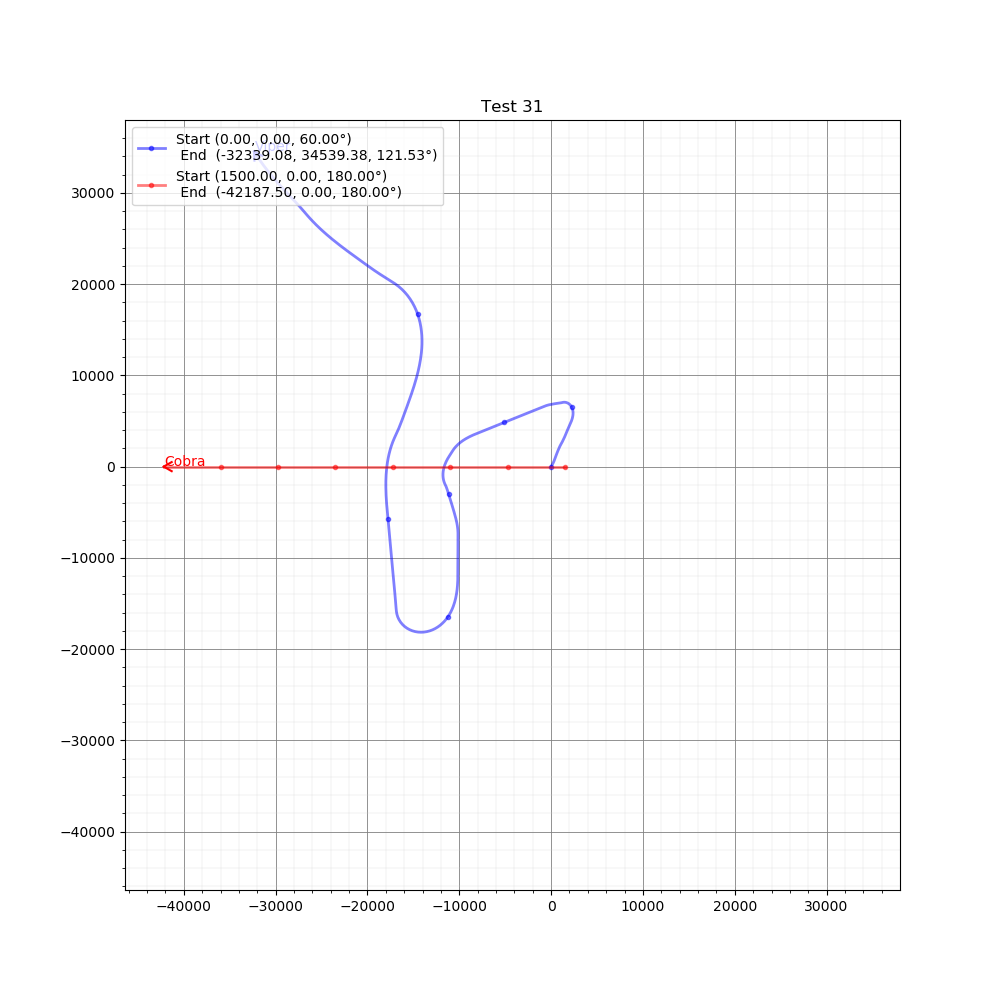 Test 31
Start (0.00, 0.00, 60.00°)
End (-32339.08, 34539.38, 121.53°)
Start (1500.00, 0.00, 180.00°)
End (-42187.50, 0.00, 180.00°)
30000
20000
10000
0
−10000
−20000
−30000
−40000
Cobra
−40000 −30000 −20000 −10000 0 10000 20000 30000